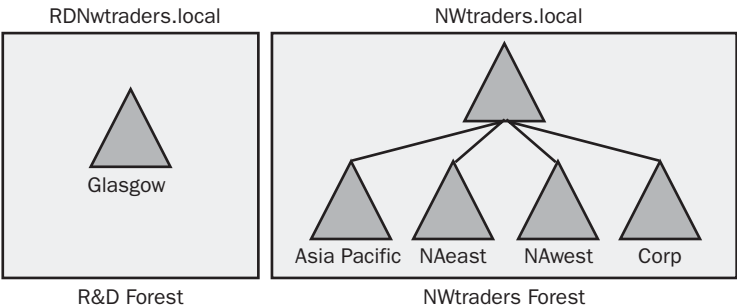 RDNwtraders.local
NWtraders.local
Glasgow
Asia Pacific
NAeast
NAwest
Corp
R&D Forest
NWtraders Forest